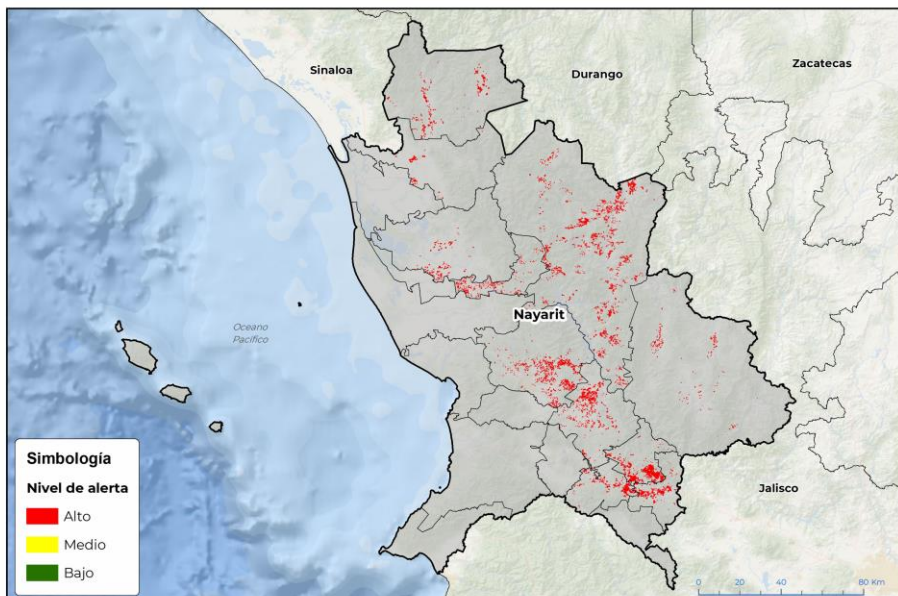 Sinaloa
Durango
Zacatecas
Oceano
Pacífico
Nayarit
Jalisco
Simbología
Nivel de alerta
Alto
Medio
Bajo
0 20 40 80 Km